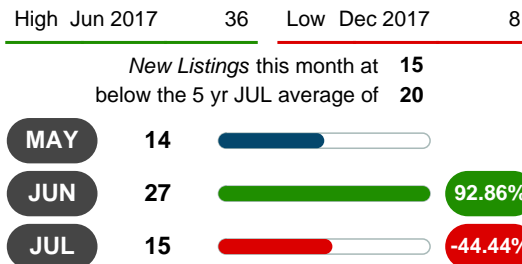 High Jun 2017 36 Low Dec 2017 8
New Listings this month at 15
below the 5 yr JUL average of 20
MAY 14
JUN 27 92.86%
JUL 15 -44.44%